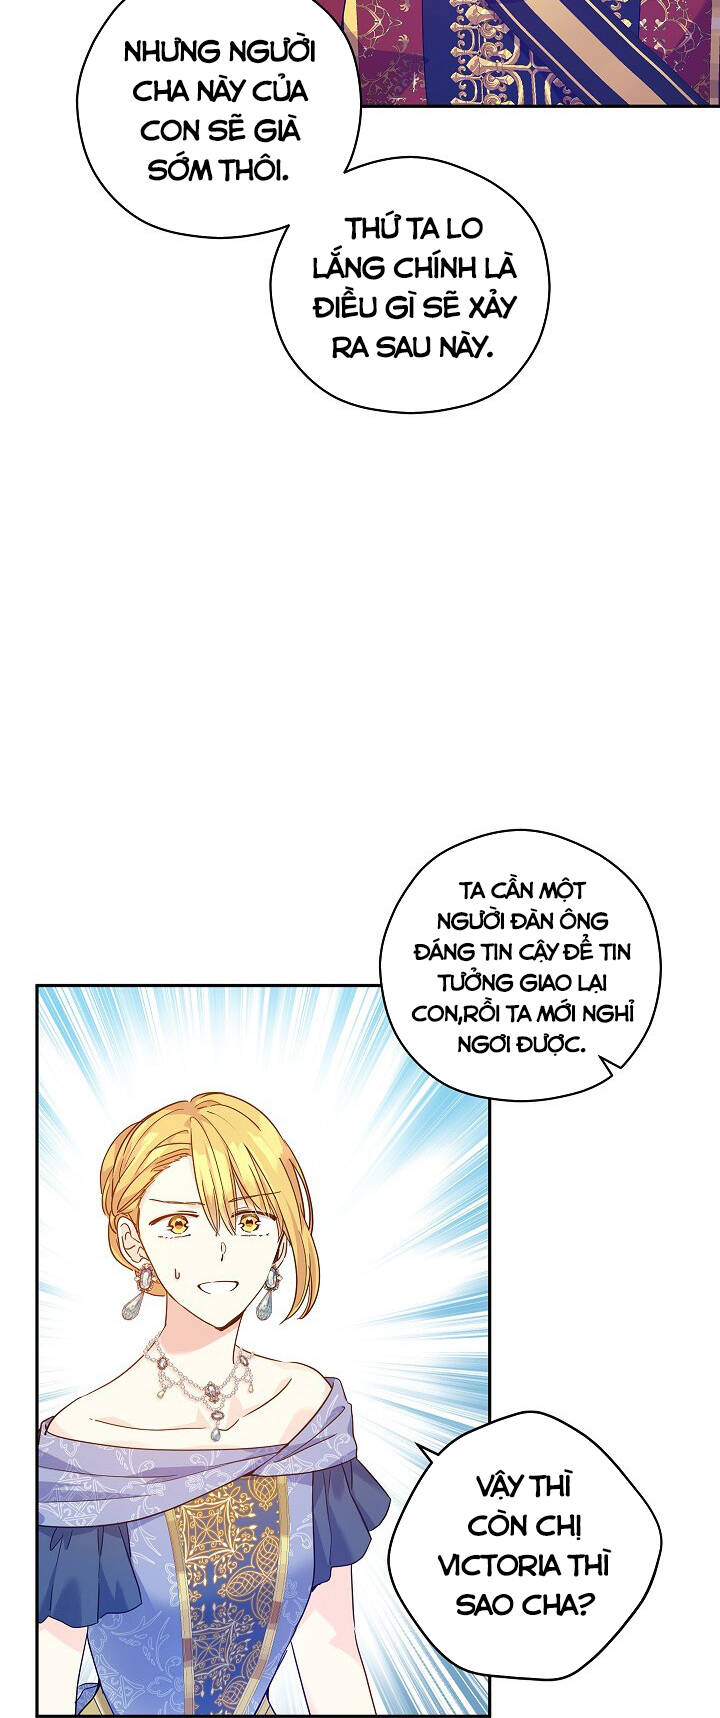 NHƯNG NGƯỜI
CHA NÀY CỦA
CON SẼ GIÀ
SỚM THÔI.
THỨ TA LO
LẮNG CHÍNH LÀ
ĐIỀU GÌ SẼ XẢY
RA SAU NÀY.
TA CẦN MỘT
NGƯỜI ĐÀN ÔNG
ĐÁNG TIN CẬY ĐỂ TIN
TƯỞNG GIAO LẠI
CON,RỒI TA MỚI NGHỈ
NGƠI ĐƯỢC.
VẬY THÌ
CÒN CHỊ
VICTORIA THÌ
SAO CHA?